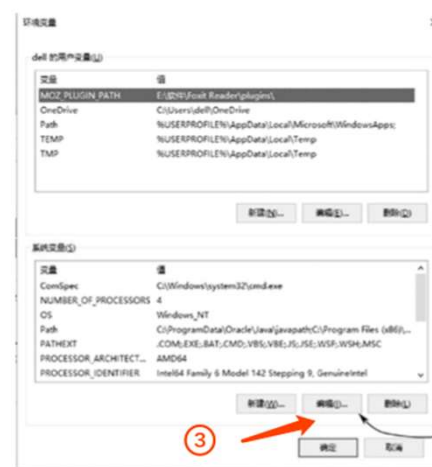 环境变量
dell 的用户变量(U)
变量 值
MOZ_PLUGIN_PATH E:\软件\Foxit Reader\plugins\
OneDrive C:\Users\dell\OneDrive
Path %USERPROFILE%\AppData\Local\Microsoft\WindowsApps;
TEMP %USERPROFILE%\AppData\Local\Temp
TMP %USERPROFILE%\AppData\Local\Temp
新建(N)... 编辑(E)... 删除(D)
系统变量(S)
变量 值
ComSpec C:\Windows\system32\cmd.exe
NUMBER_OF_PROCESSORS 4
OS Windows_NT
Path C:\ProgramData\Oracle\Java\javapath;C:\Program Files (x86)\...
PATHEXT .COM;.EXE;.BAT;.CMD;.VBS;.VBE;.JS;.JSE;.WSF;.WSH;.MSC
PROCESSOR_ARCHITECT... AMD64
PROCESSOR_IDENTIFIER Intel64 Family 6 Model 142 Stepping 9, GenuineIntel
新建(W)... 编辑(I)... 删除(L)
③
确定 取消